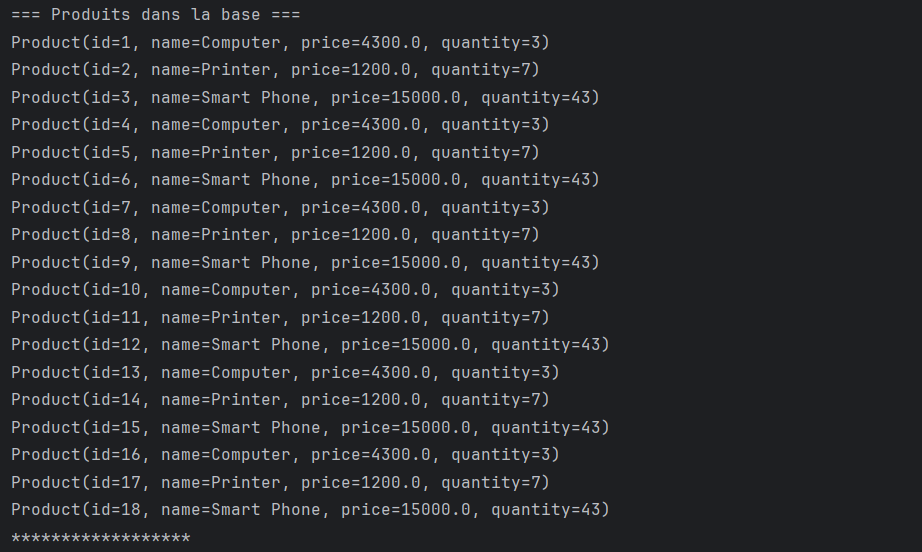 === Produits dans la base ===
Product(id=1, name=Computer, price=4300.0, quantity=3)
Product(id=2, name=Printer, price=1200.0, quantity=7)
Product(id=3, name=Smart Phone, price=15000.0, quantity=43)
Product(id=4, name=Computer, price=4300.0, quantity=3)
Product(id=5, name=Printer, price=1200.0, quantity=7)
Product(id=6, name=Smart Phone, price=15000.0, quantity=43)
Product(id=7, name=Computer, price=4300.0, quantity=3)
Product(id=8, name=Printer, price=1200.0, quantity=7)
Product(id=9, name=Smart Phone, price=15000.0, quantity=43)
Product(id=10, name=Computer, price=4300.0, quantity=3)
Product(id=11, name=Printer, price=1200.0, quantity=7)
Product(id=12, name=Smart Phone, price=15000.0, quantity=43)
Product(id=13, name=Computer, price=4300.0, quantity=3)
Product(id=14, name=Printer, price=1200.0, quantity=7)
Product(id=15, name=Smart Phone, price=15000.0, quantity=43)
Product(id=16, name=Computer, price=4300.0, quantity=3)
Product(id=17, name=Printer, price=1200.0, quantity=7)
Product(id=18, name=Smart Phone, price=15000.0, quantity=43)
******************